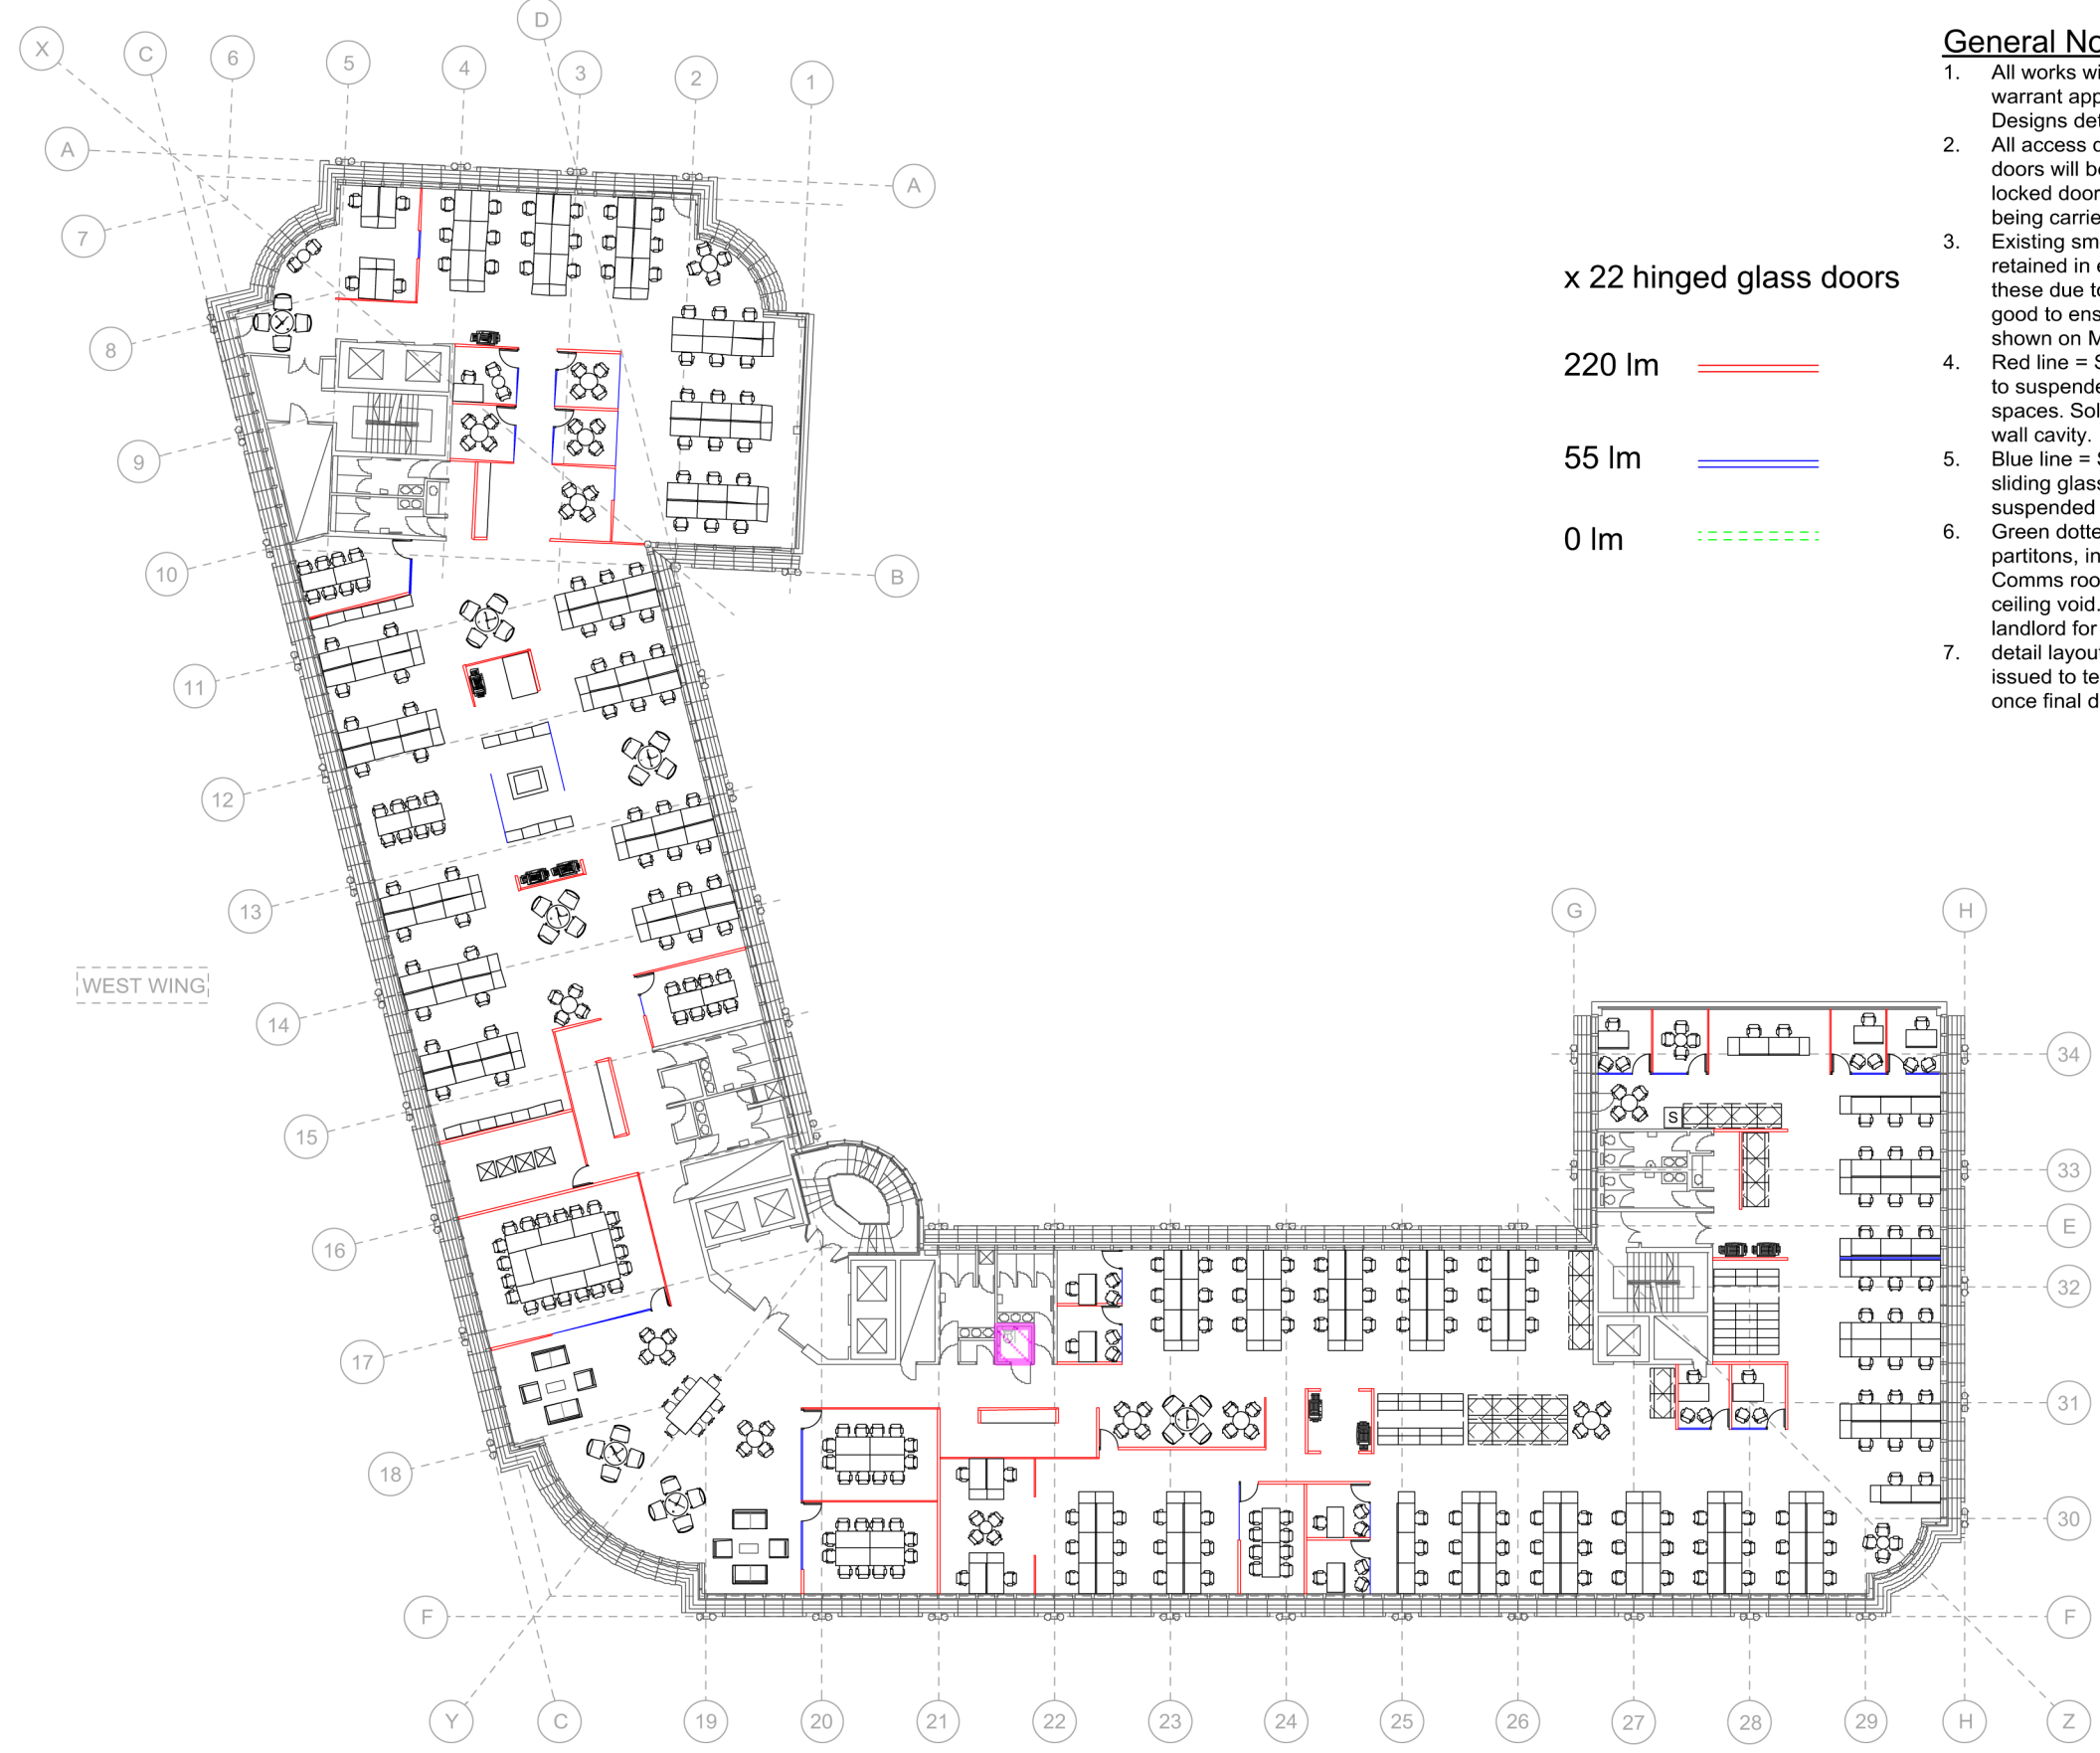 General No
1. All works wi
warrant app
Designs det
2. All access d
doors will be
locked door
being carrie
3. Existing sm
retained in e
these due to
good to ens
shown on M
4. Red line = S
to suspende
spaces. Sol
wall cavity.
5. Blue line = S
sliding glass
suspended
6. Green dotte
partitons, in
Comms roo
ceiling void.
landlord for
7. detail layou
issued to te
once final d
x 22 hinged glass doors
220 lm
55 lm
0 lm
D
X
C
6
5
4
3
2
1
A
A
7
8
9
10
B
11
12
13
G
H
WEST WING
14
34
S
15
33
E
16
32
17
31
18
30
F
F
Y
C
19
20
21
22
23
24
25
26
27
28
29
H
Z